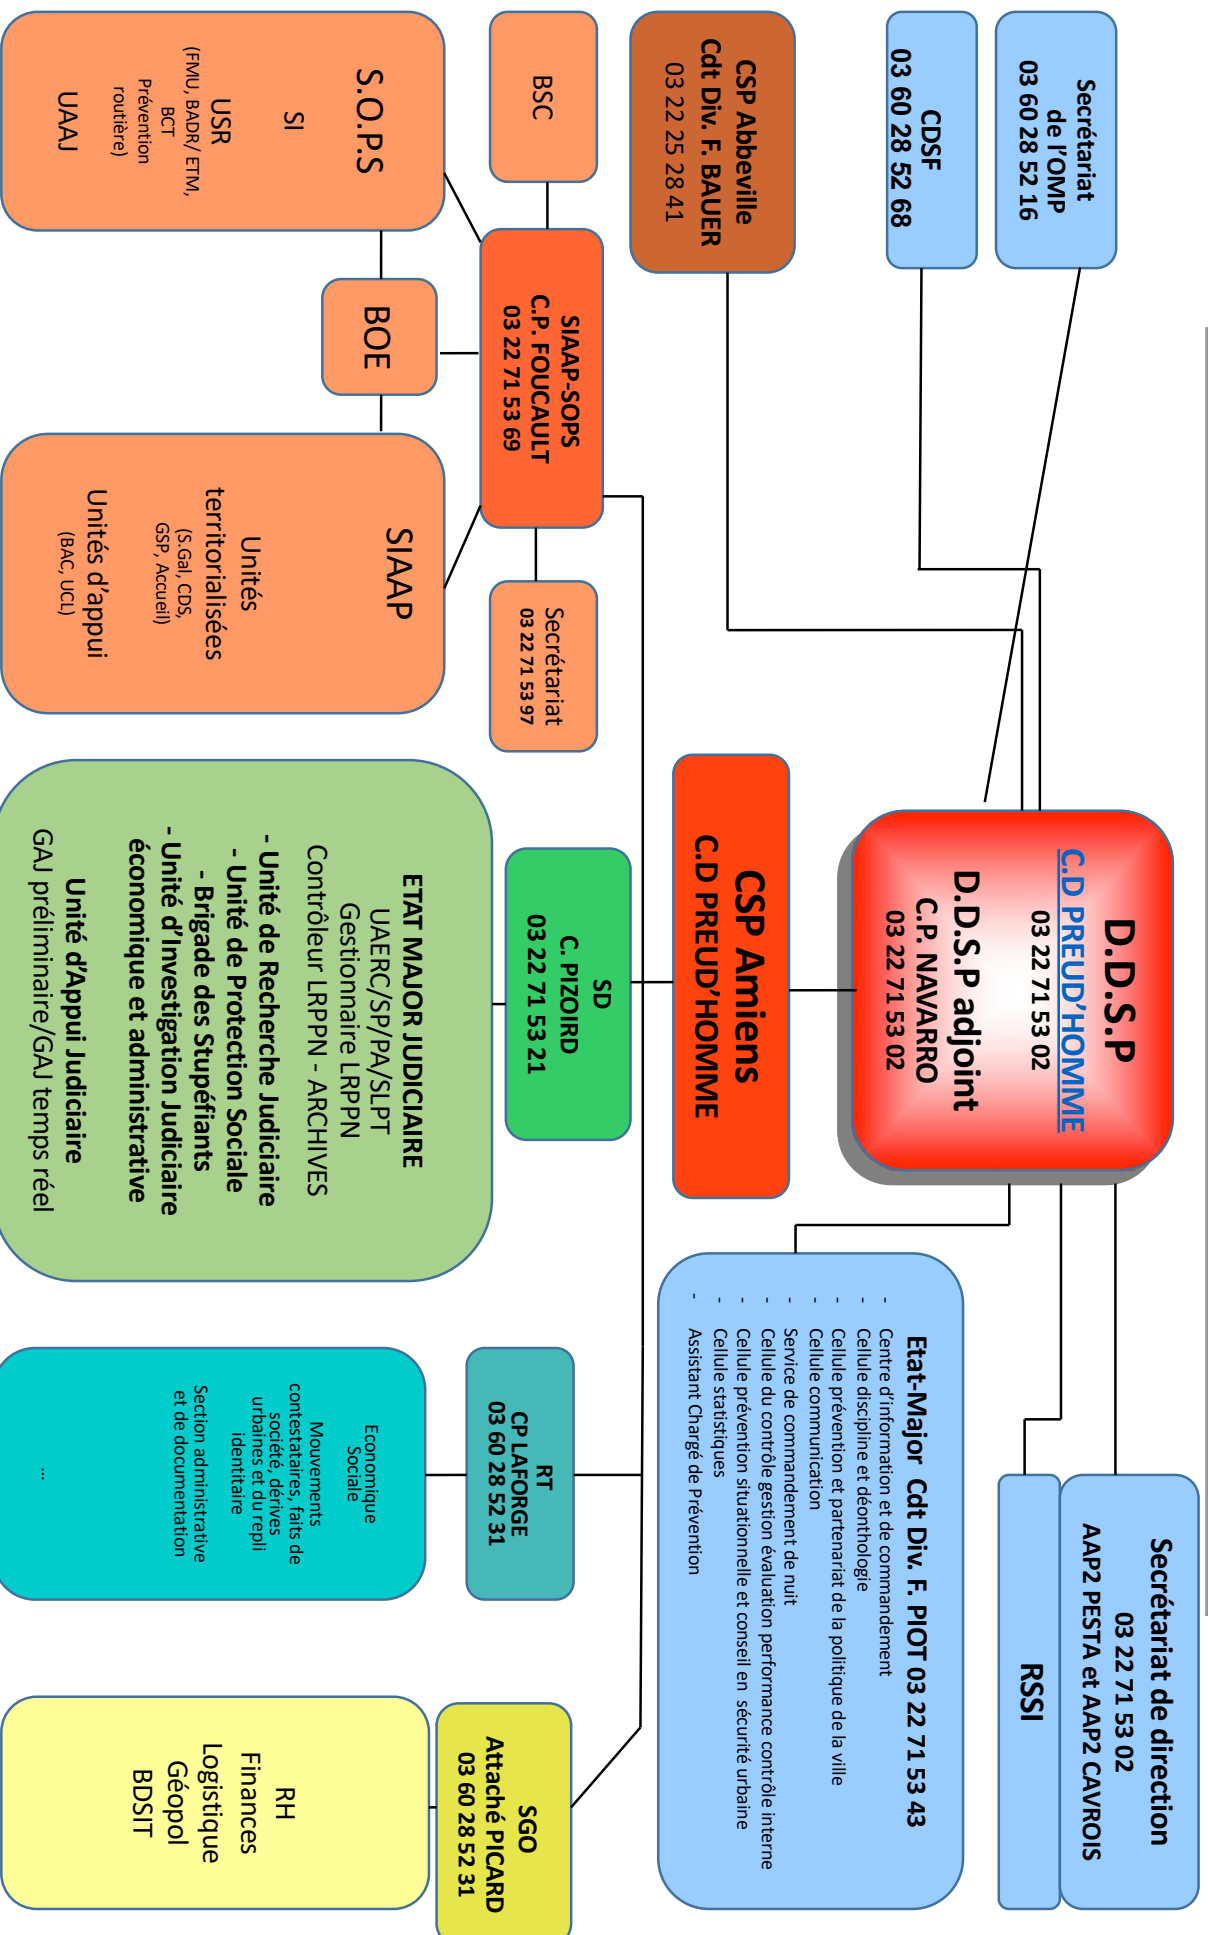 D.D.S.P
C.D PREUD'HOMME
03 22 71 53 02
D.D.S.P adjoint
C.P. NAVARRO
03 22 71 53 02
Secrétariat
de l'OMP
03 60 28 52 16
CDSF
03 60 28 52 68
CSP Abbeville
Cdt Div. F. BAUER
03 22 25 28 41
Secrétariat de direction
03 22 71 53 02
AAP2 PESTA et AAP2 CAVROIS
RSSI
Etat-Major Cdt Div. F. PIOT 03 22 71 53 43
- Centre d'information et de commandement
- Cellule discipline et déonthologie
- Cellule prévention et partenariat de la politique de la ville
- Cellule communication
- Service de commandement de nuit
- Cellule du contrôle gestion évaluation performance contrôle interne
- Cellule prévention situationnelle et conseil en sécurité urbaine
- Cellule statistiques
- Assistant Chargé de Prévention
CSP Amiens
C.D PREUD'HOMME
BSC
SIAAP-SOPS
C.P. FOUCAULT
03 22 71 53 69
Secrétariat
03 22 71 53 97
S.O.P.S
SI
USR
(FMU, BADR/ ETM,
BCT
Prévention
routière)
UAAJ
BOE
SIAAP
Unités
territorialisées
(S.Gal, CDS,
GSP, Accueil)
Unités d'appui
(BAC, UCL)
SD
C. PIZOIRD
03 22 71 53 21
ETAT MAJOR JUDICIAIRE
UAERC/SP/PA/SLPT
Gestionnaire LRPPN
Contrôleur LRPPN - ARCHIVES
- Unité de Recherche Judiciaire
- Unité de Protection Sociale
- Brigade des Stupéfiants
- Unité d'Investigation Judiciaire
économique et administrative
Unité d'Appui Judiciaire
GAJ préliminaire/GAJ temps réel
RT
CP LAFORGE
03 60 28 52 31
Economique
Sociale
Mouvements
contestataires, faits de
société, dérives
urbaines et du repli
identitaire
Section administrative
et de documentation
...
SGO
Attaché PICARD
03 60 28 52 31
RH
Finances
Logistique
Géopol
BDSIT